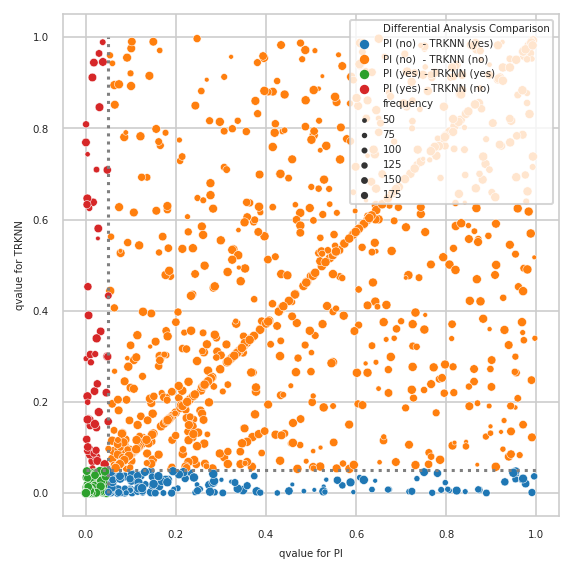 Differential Analysis Comparison
PI (no)  - TRKNN (yes)
PI (no)  - TRKNN (no)
PI (yes) - TRKNN (yes)
PI (yes) - TRKNN (no)
frequency
50
75
100
125
150
175
1.0
0.8
0.6
0.4
0.2
0.0
qvalue for TRKNN
0.0 0.2 0.4 0.6 0.8 1.0
qvalue for PI